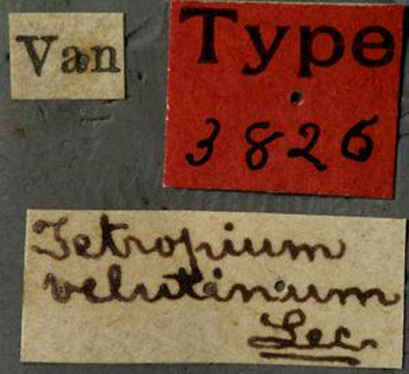 Van
Type
3826
Tetropium
velutinum
Lec.